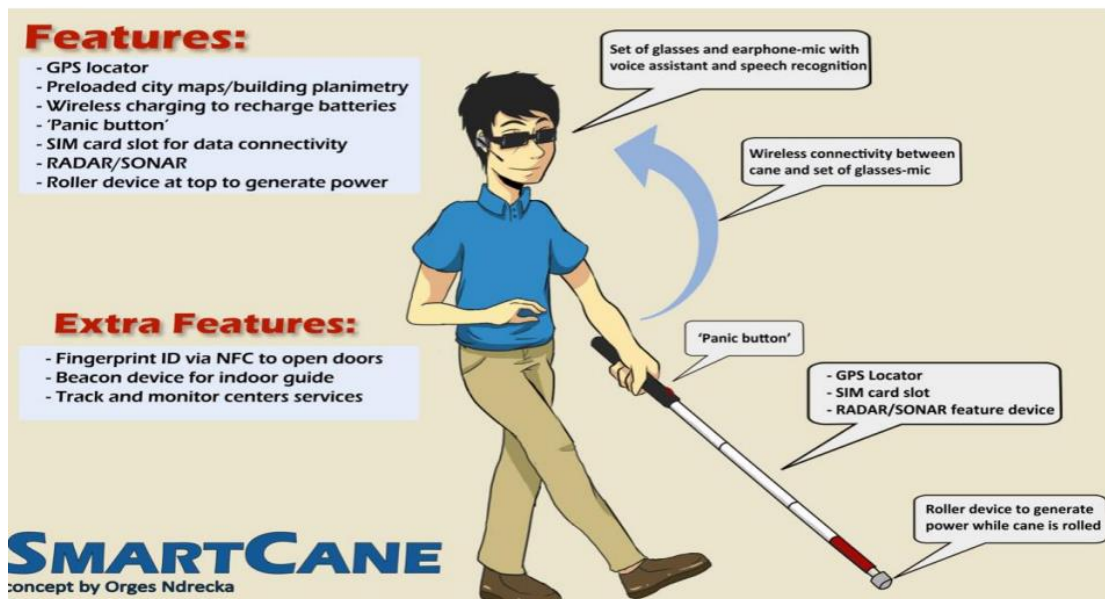 Features:
- GPS locator
- Preloaded city maps/building planimetry
- Wireless charging to recharge batteries
- 'Panic button'
- SIM card slot for data connectivity
- RADAR/SONAR
- Roller device at top to generate power
Extra Features:
- Fingerprint ID via NFC to open doors
- Beacon device for indoor guide
- Track and monitor centers services
Set of glasses and earphone-mic with
voice assistant and speech recognition
Wireless connectivity between
cane and set of glasses-mic
'Panic button'
- GPS Locator
- SIM card slot
- RADAR/SONAR feature device
Roller device to generate
power while cane is rolled
SMARTCANE
concept by Orges Ndrecka